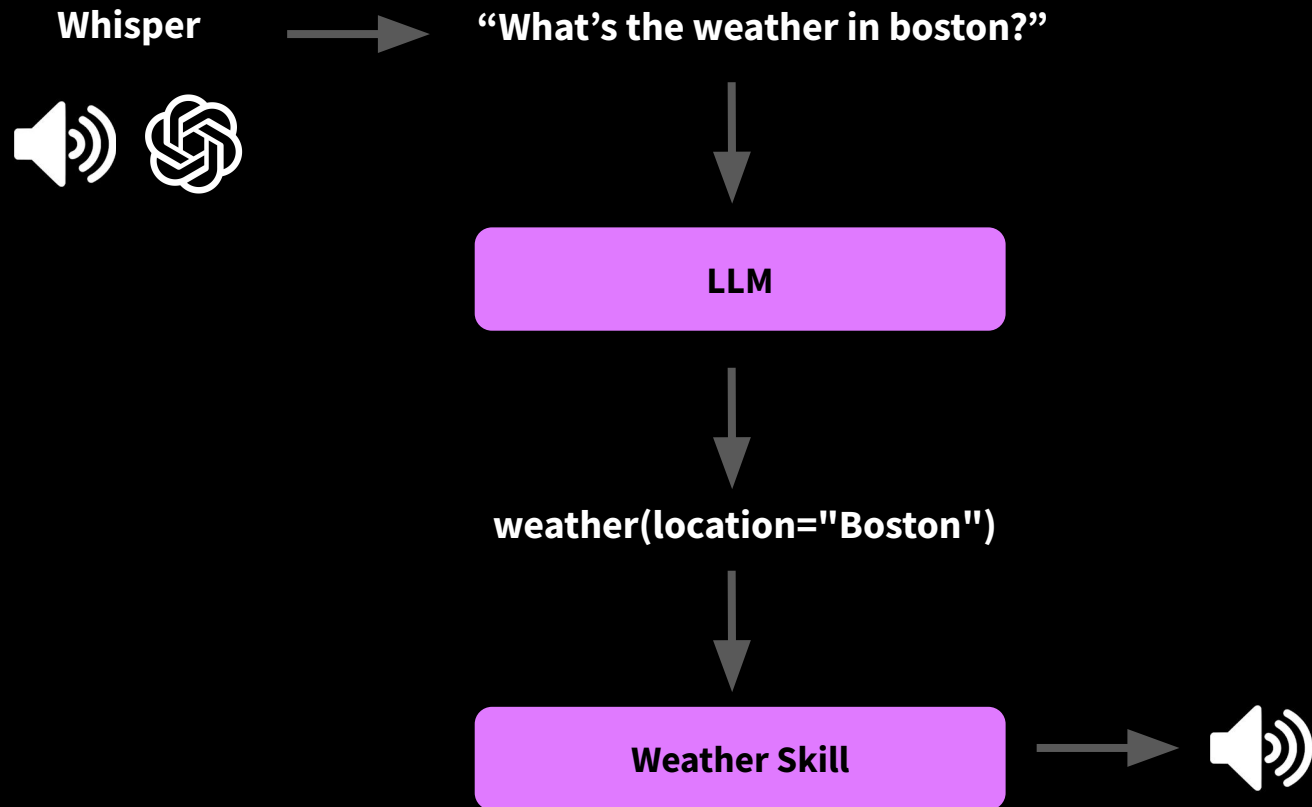 Whisper
“What’s the weather in boston?”
LLM
weather(location="Boston")
Weather Skill